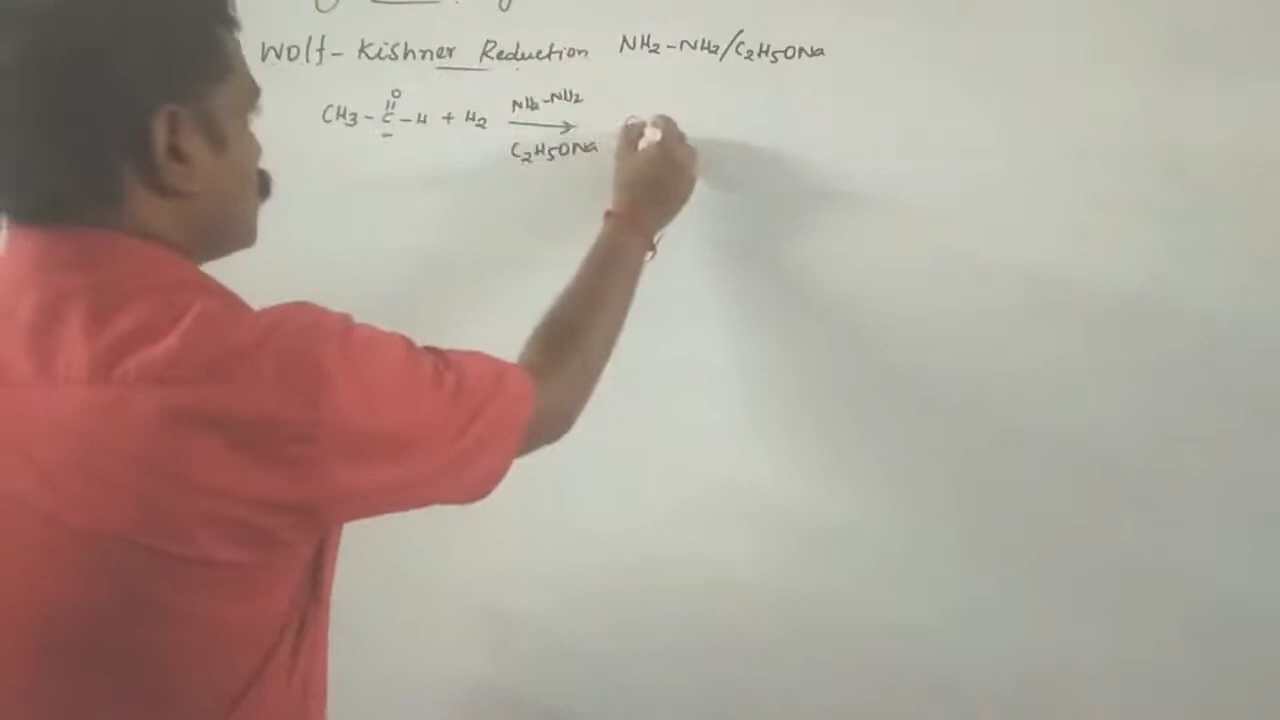 Wolf-Kishner Reduction NH2-NH2/C2H5ONa
O
CH3-C-H + H2 NH2-NH2
C2H5ONa